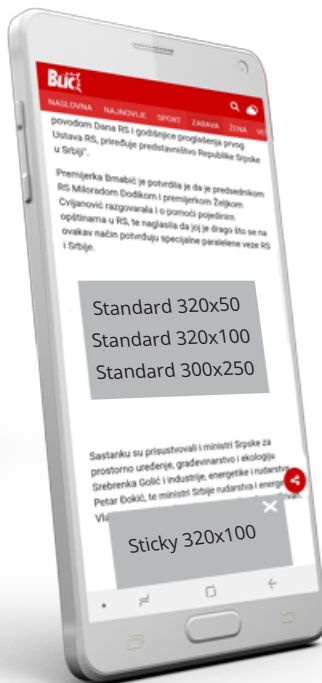 Blic
NASLOVNA NAJNOVIJE SPORT ZABAVA ŽENA VE
povodom Dana RS i godišnjice proglašenja prvog
Ustava RS, priređuje predstavništvo Republike Srpske
u Srbiji".
Premijerka Brnabić je potvrdila je da je predsednikom
RS Miloradom Dodikom i premijerkom Željkom
Cvijanović razgovarala i o pomoći pojedinim
opštinama u RS, te naglasila da joj je drago što se na
ovakav način potvrđuju specijalne paralelene veze RS
i Srbije.
Standard 320x50
Standard 320x100
Standard 300x250
Sastanku su prisustvovali i ministri Srpske za
prostorno uređenje, građevinarstvo i ekologiju
Srebrenka Golić i industrije, energetike i rudarstva
Petar Đokić, te ministri Srbije rudarstva i energe
Vla
Sticky 320x100